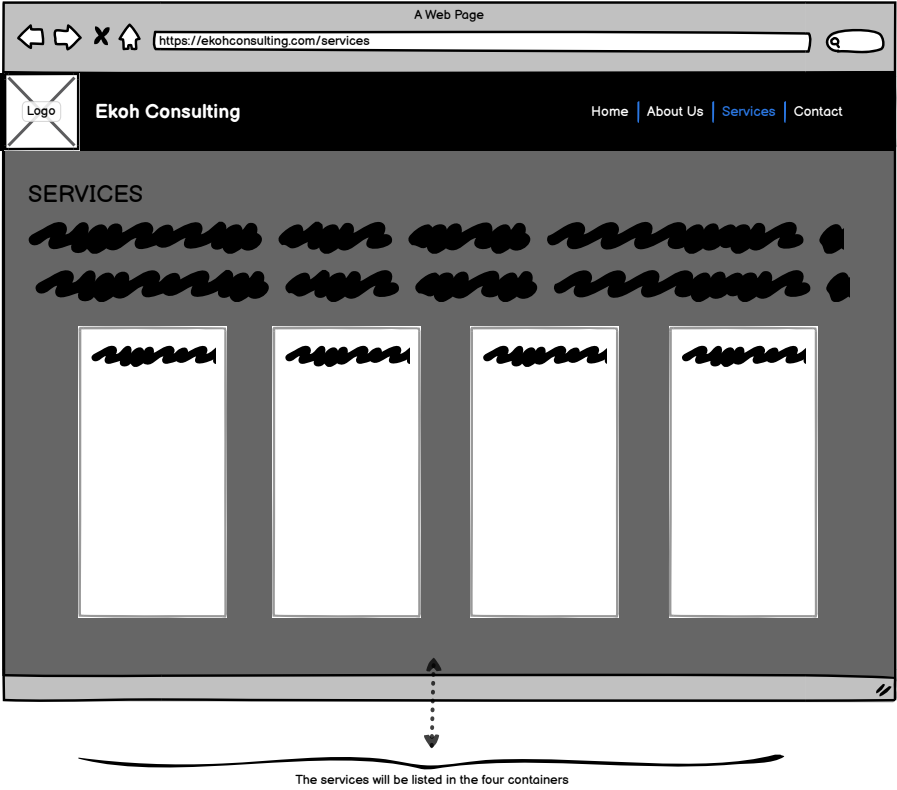 A Web Page
https://ekohconsulting.com/services
Logo
Ekoh Consulting
Home About Us Services Contact
SERVICES
The services will be listed in the four containers